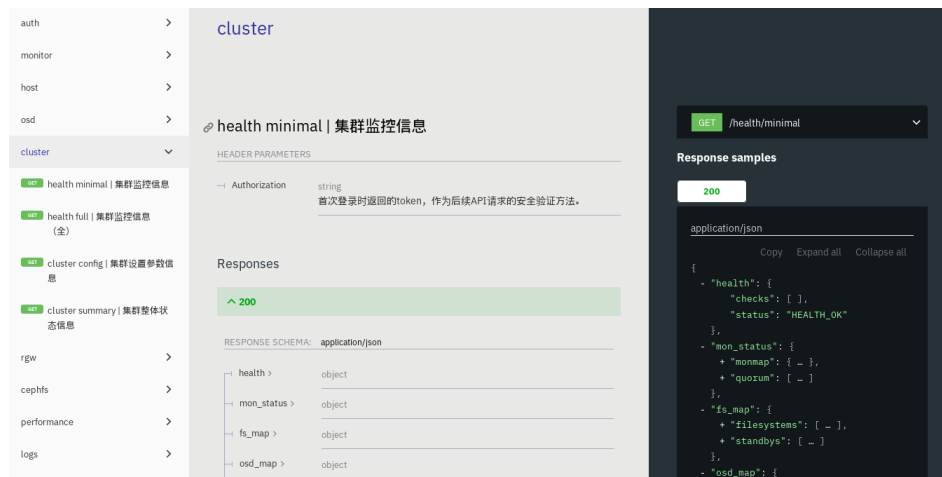 auth
monitor
host
osd
cluster
GET health minimal | 集群监控信息
GET health full | 集群监控信息
（全）
GET cluster config | 集群设置参数信
息
GET cluster summary | 集群整体状
态信息
rgw
cephfs
performance
logs
cluster
health minimal | 集群监控信息
HEADER PARAMETERS
Authorization
string
首次登录时返回的token，作为后续API请求的安全验证方法。
Responses
200
RESPONSE SCHEMA: application/json
health > object
mon_status > object
fs_map > object
osd_map > object
GET /health/minimal
Response samples
200
application/json
Copy Expand all Collapse all
{
- "health": {
"checks": [ ],
"status": "HEALTH_OK"
},
- "mon_status": {
+ "monmap": { … },
+ "quorum": [ … ]
},
- "fs_map": {
+ "filesystems": [ … ],
+ "standbys": [ … ]
},
- "osd_map": {